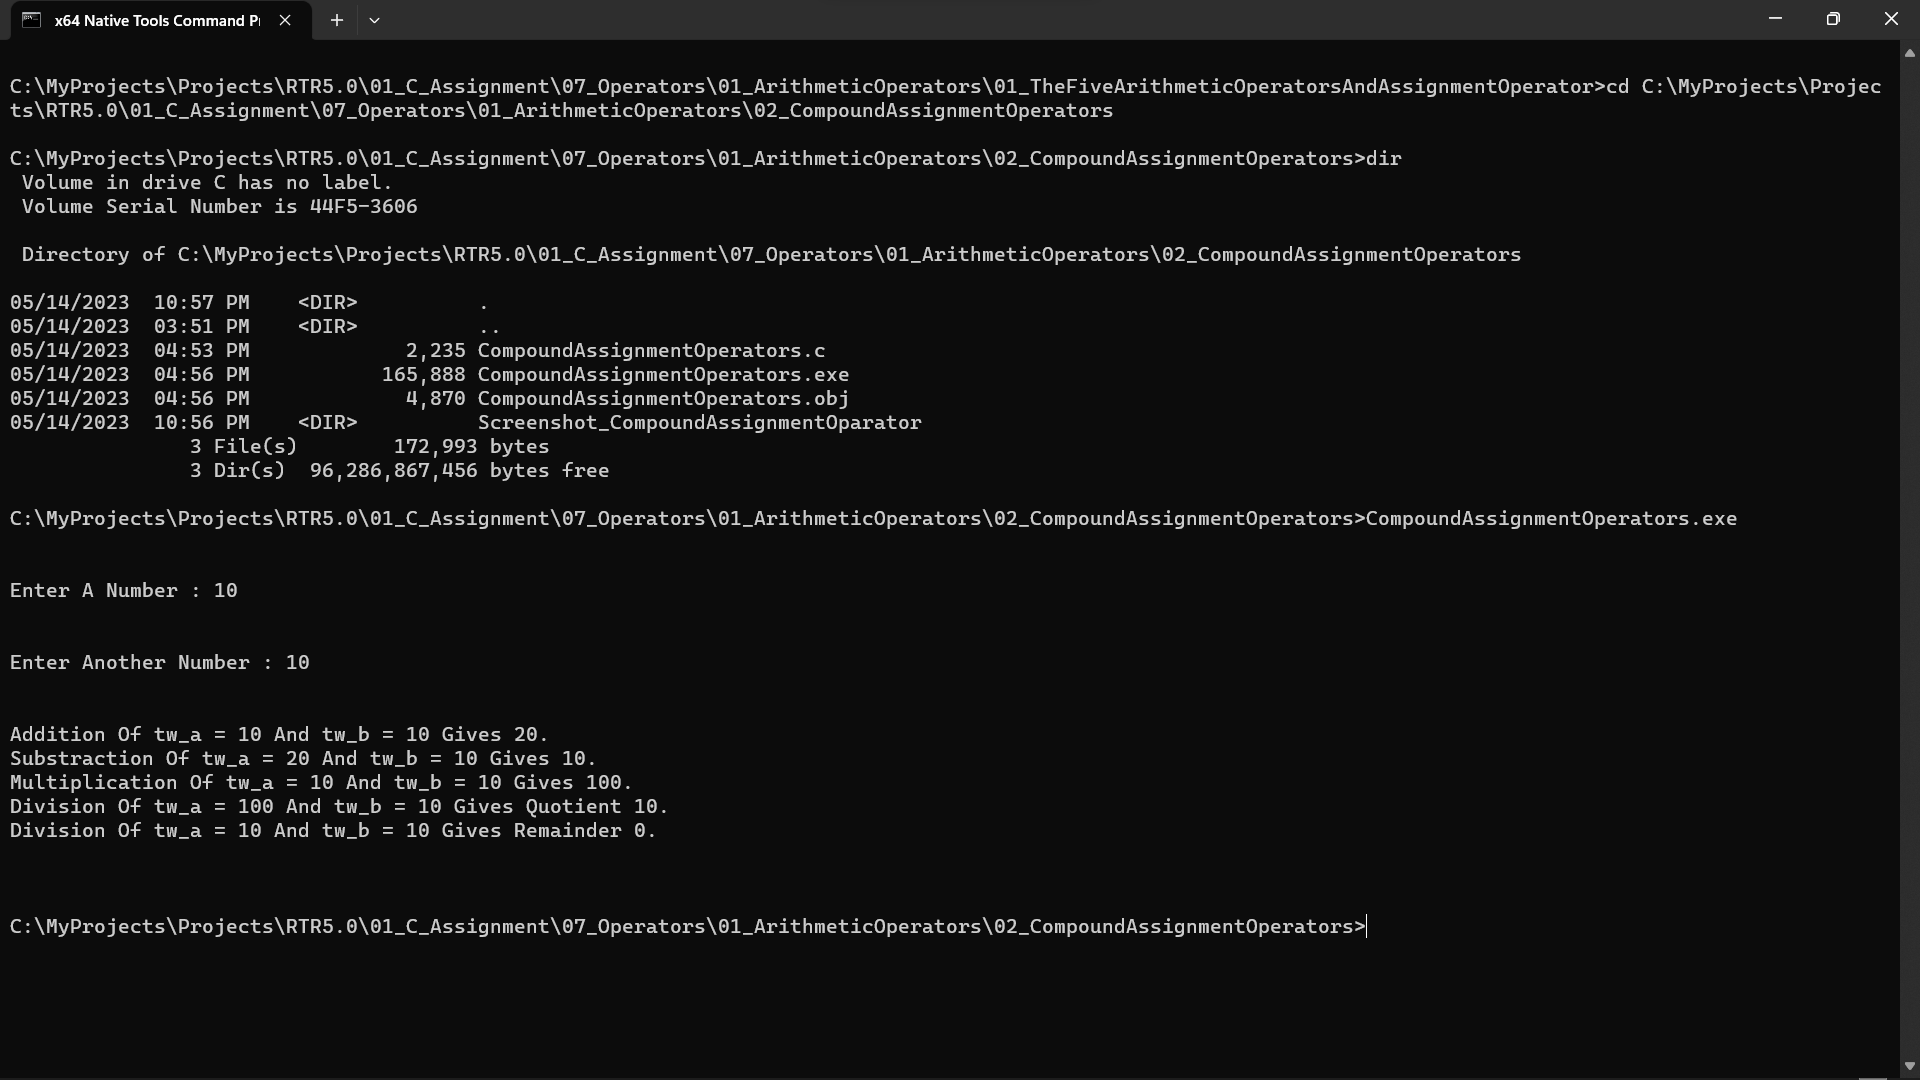 x64 Native Tools Command P
C:\MyProjects\Projects\RTR5.0\01_C_Assignment\07_Operators\01_ArithmeticOperators\01_TheFiveArithmeticOperatorsAndAssignmentOperator>cd C:\MyProjects\Projec
ts\RTR5.0\01_C_Assignment\07_Operators\01_ArithmeticOperators\02_CompoundAssignmentOperators
C:\MyProjects\Projects\RTR5.0\01_C_Assignment\07_Operators\01_ArithmeticOperators\02_CompoundAssignmentOperators>dir
Volume in drive C has no label.
Volume Serial Number is 44F5-3606
Directory of C:\MyProjects\Projects\RTR5.0\01_C_Assignment\07_Operators\01_ArithmeticOperators\02_CompoundAssignmentOperators
05/14/2023  10:57 PM    <DIR>          .
05/14/2023  03:51 PM    <DIR>          ..
05/14/2023  04:53 PM             2,235 CompoundAssignmentOperators.c
05/14/2023  04:56 PM           165,888 CompoundAssignmentOperators.exe
05/14/2023  04:56 PM             4,870 CompoundAssignmentOperators.obj
05/14/2023  10:56 PM    <DIR>          Screenshot_CompoundAssignmentOparator
3 File(s)        172,993 bytes
3 Dir(s)  96,286,867,456 bytes free
C:\MyProjects\Projects\RTR5.0\01_C_Assignment\07_Operators\01_ArithmeticOperators\02_CompoundAssignmentOperators>CompoundAssignmentOperators.exe
Enter A Number : 10
Enter Another Number : 10
Addition Of tw_a = 10 And tw_b = 10 Gives 20.
Substraction Of tw_a = 20 And tw_b = 10 Gives 10.
Multiplication Of tw_a = 10 And tw_b = 10 Gives 100.
Division Of tw_a = 100 And tw_b = 10 Gives Quotient 10.
Division Of tw_a = 10 And tw_b = 10 Gives Remainder 0.
C:\MyProjects\Projects\RTR5.0\01_C_Assignment\07_Operators\01_ArithmeticOperators\02_CompoundAssignmentOperators>